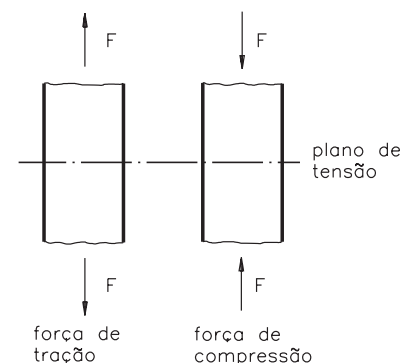 F
F
plano de
tensão
F
F
força de
tração
força de
compressão